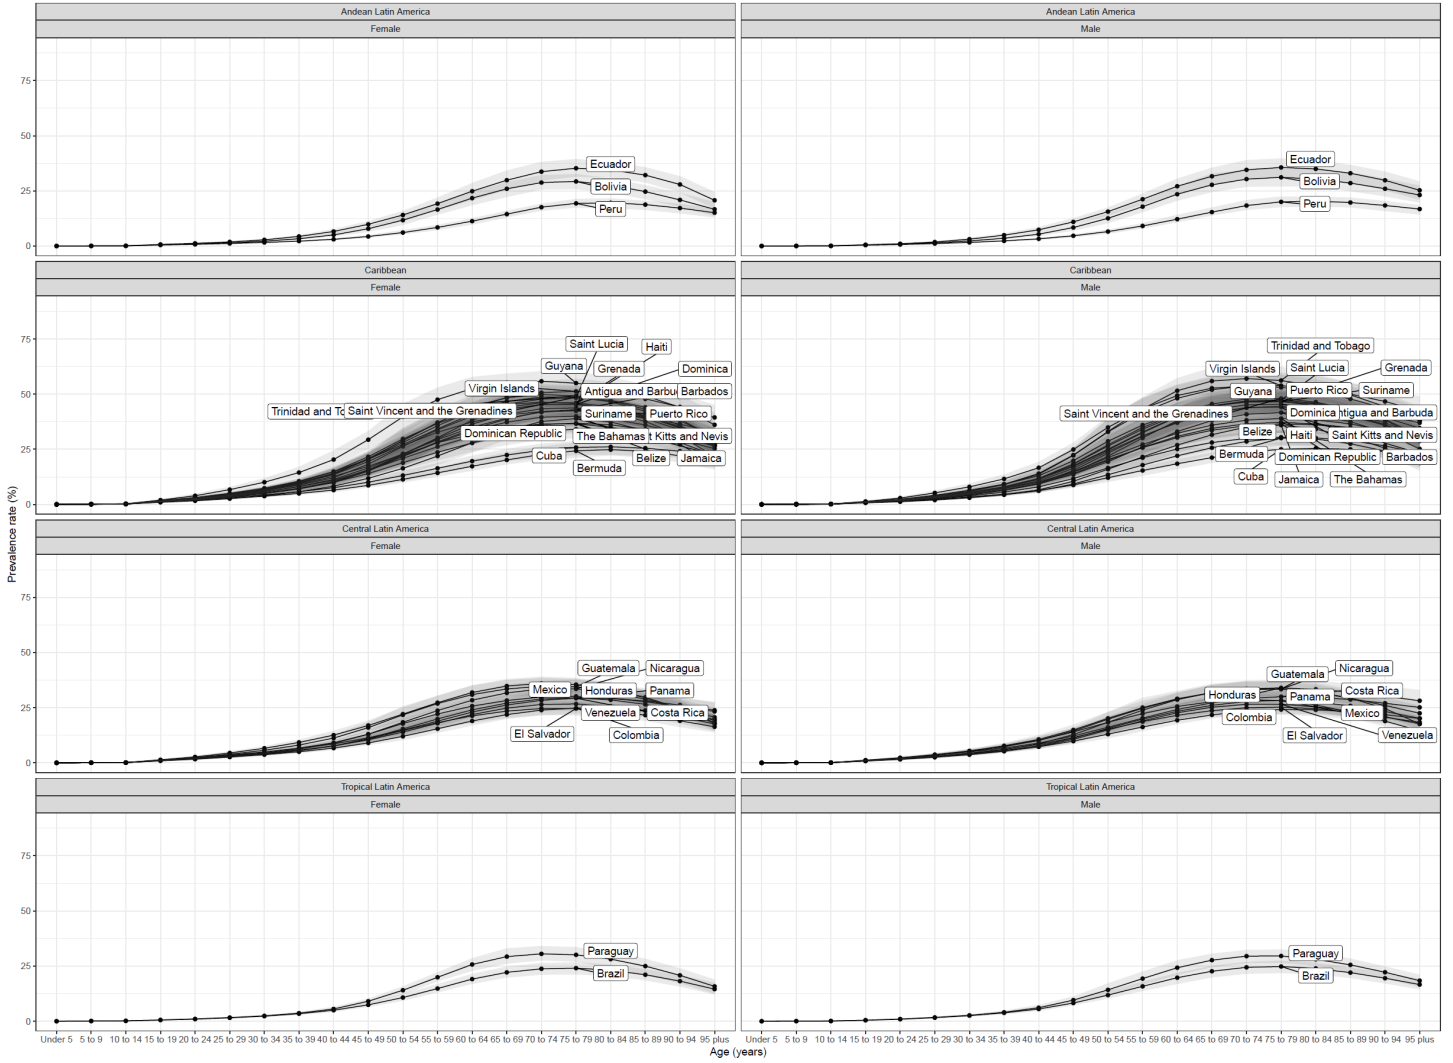 Andean Latin America
Andean Latin America
Female
Male
75
50
25
0
Ecuador
Bolivia
Peru
Ecuador
Bolivia
Peru
Caribbean
Caribbean
Female
Male
75
50
25
0
Saint Lucia
Haiti
Guyana
Grenada
Dominica
Virgin Islands
Antigua and Barbu
Barbados
Trinidad and To
Saint Vincent and the Grenadines
Suriname
Puerto Rico
Dominican Republic
The Bahamas
t Kitts and Nevis
Cuba
Bermuda
Belize
Jamaica
Trinidad and Tobago
Virgin Islands
Saint Lucia
Grenada
Guyana
Puerto Rico
Suriname
Saint Vincent and the Grenadines
Dominica
ntigua and Barbuda
Belize
Haiti
Saint Kitts and Nevis
Bermuda
Dominican Republic
Barbados
Cuba
Jamaica
The Bahamas
Prevalence rate (%)
Central Latin America
Central Latin America
Female
Male
75
50
25
0
Guatemala
Nicaragua
Mexico
Honduras
Panama
Venezuela
Costa Rica
El Salvador
Colombia
Nicaragua
Guatemala
Honduras
Panama
Costa Rica
Colombia
Mexico
El Salvador
Venezuela
Tropical Latin America
Tropical Latin America
Female
Male
75
50
25
0
Paraguay
Brazil
Paraguay
Brazil
Under 5 5 to 9 10 to 14 15 to 19 20 to 24 25 to 29 30 to 34 35 to 39 40 to 44 45 to 49 50 to 54 55 to 59 60 to 64 65 to 69 70 to 74 75 to 79 80 to 84 85 to 89 90 to 94 95 plus
Under 5 5 to 9 10 to 14 15 to 19 20 to 24 25 to 29 30 to 34 35 to 39 40 to 44 45 to 49 50 to 54 55 to 59 60 to 64 65 to 69 70 to 74 75 to 79 80 to 84 85 to 89 90 to 94 95 plus
Age (years)